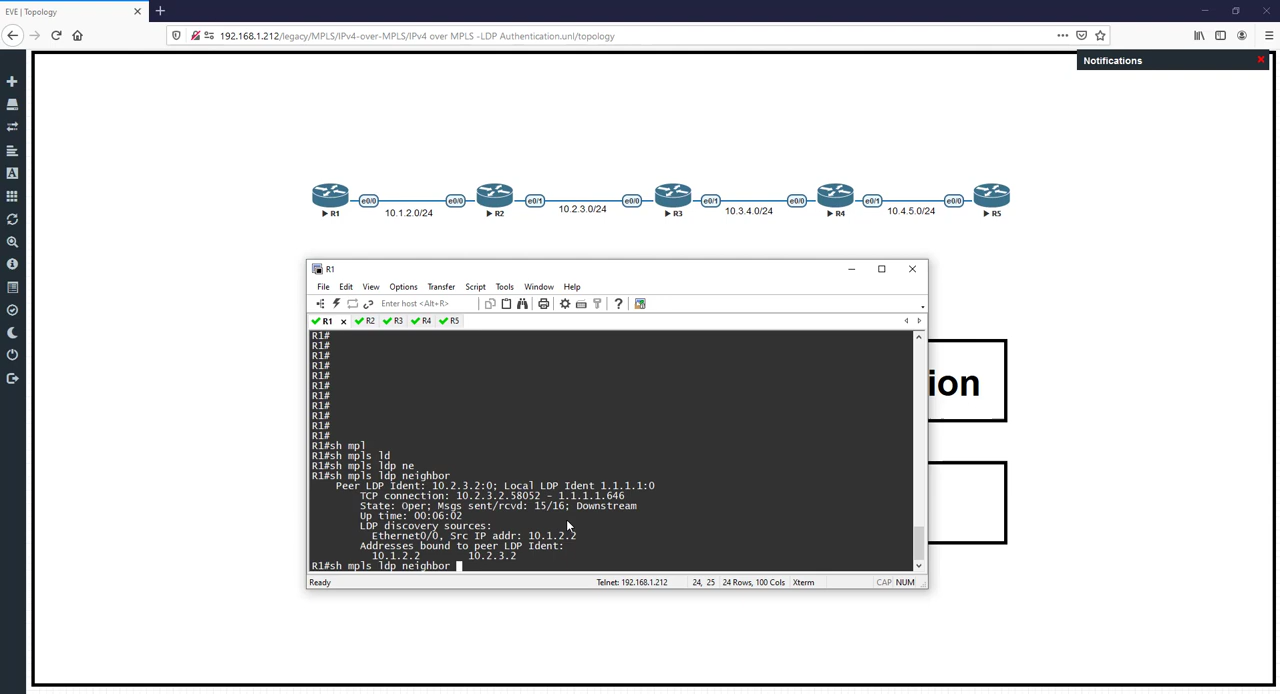 EVE | Topology
192.168.1.212/legacy/MPLS/IPv4-over-MPLS/IPv4 over MPLS -LDP Authentication.unl/topology
Notifications
e0/0 e0/0 e0/1 e0/0 e0/1 e0/0 e0/1 e0/0
10.1.2.0/24 10.2.3.0/24 10.3.4.0/24 10.4.5.0/24
R1 R2 R3 R4 R5
R1
File Edit View Options Transfer Script Tools Window Help
Enter host <Alt+R>
R1 R2 R3 R4 R5
R1#
R1#
R1#
R1#
R1#
R1#
R1#
R1#
R1#
R1#
R1#
R1#sh mpl
R1#sh mpls ld
R1#sh mpls ldp ne
R1#sh mpls ldp neighbor
Peer LDP Ident: 10.2.3.2:0; Local LDP Ident 1.1.1.1:0
TCP connection: 10.2.3.2.58052 - 1.1.1.1.646
State: Oper; Msgs sent/rcvd: 15/16; Downstream
Up time: 00:06:02
LDP discovery sources:
Ethernet0/0, Src IP addr: 10.1.2.2
Addresses bound to peer LDP Ident:
10.1.2.2 10.2.3.2
R1#sh mpls ldp neighbor
ion
Ready Telnet: 192.168.1.212 24, 25 24 Rows, 100 Cols Xterm CAP NUM